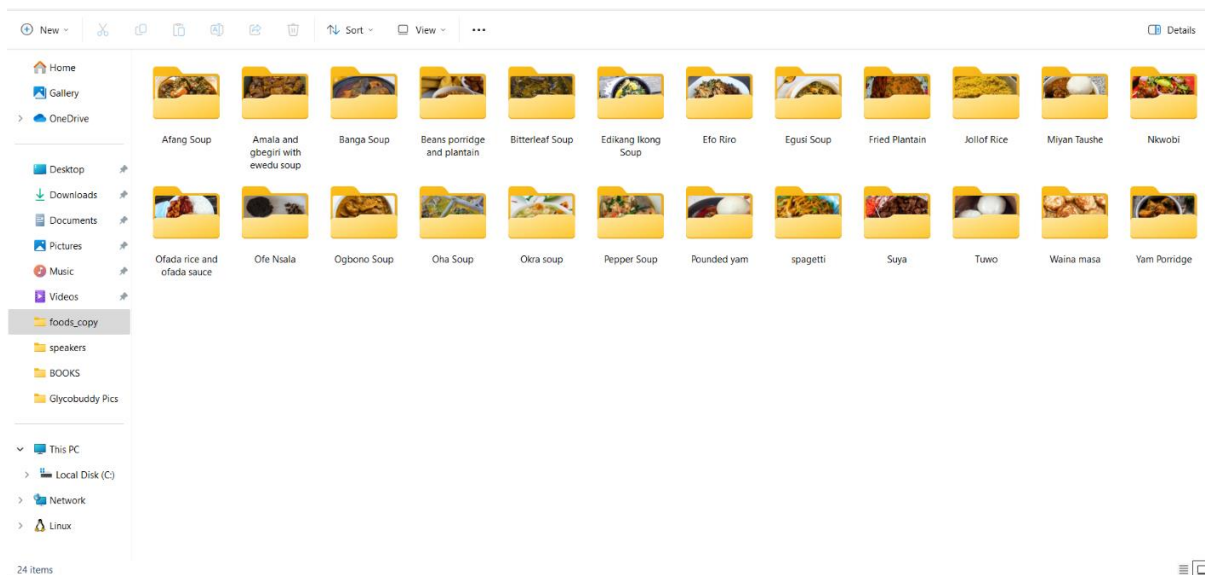 New
Sort
View
Details
Home
Gallery
OneDrive
Desktop
Downloads
Documents
Pictures
Music
Videos
foods_copy
speakers
BOOKS
Glycobuddy Pics
This PC
Local Disk (C:)
Network
Linux
Afang Soup
Amala and
gbegiri with
ewedu soup
Banga Soup
Beans porridge
and plantain
Bitterleaf Soup
Edikang Ikong
Soup
Efo Riro
Egusi Soup
Fried Plantain
Jollof Rice
Miyan Taushe
Nkwobi
Ofada rice and
ofada sauce
Ofe Nsala
Ogbono Soup
Oha Soup
Okra soup
Pepper Soup
Pounded yam
spagetti
Suya
Tuwo
Waina masa
Yam Porridge
24 items